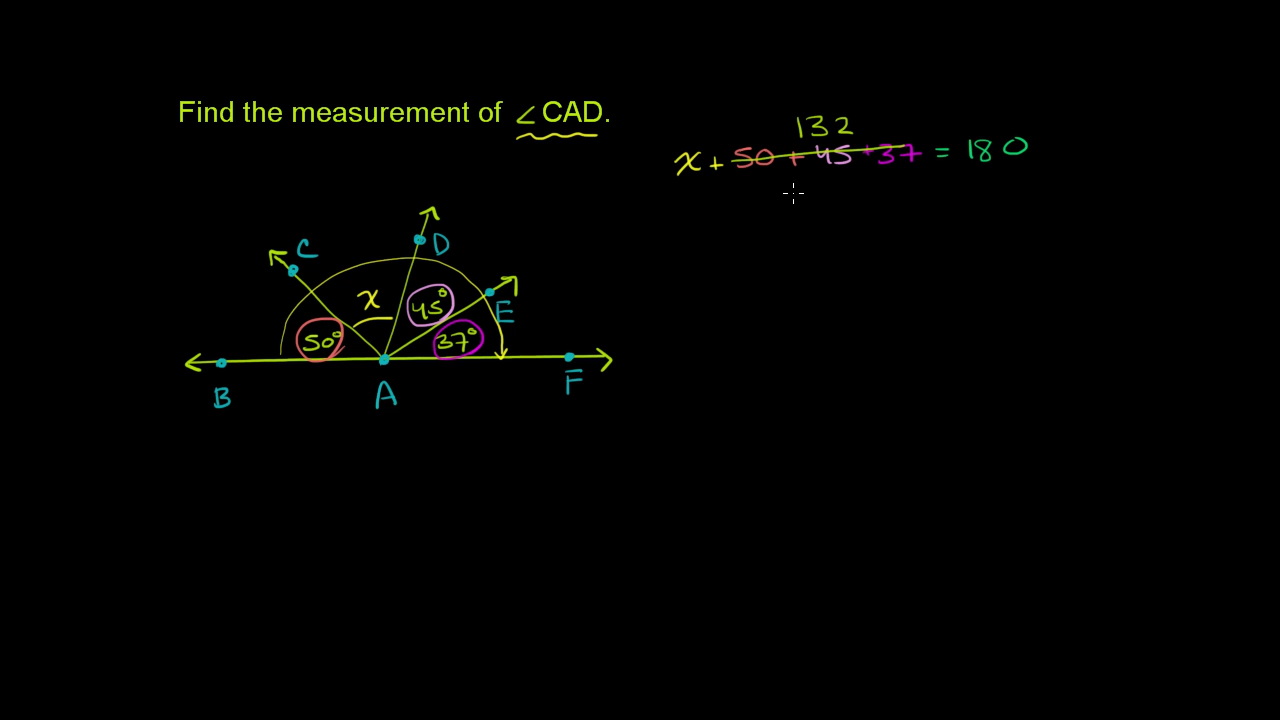 Find the measurement of ∠CAD.
132
x + 50 + 45 + 37 = 180
C
D
x
45°
E
50°
37°
B
A
F